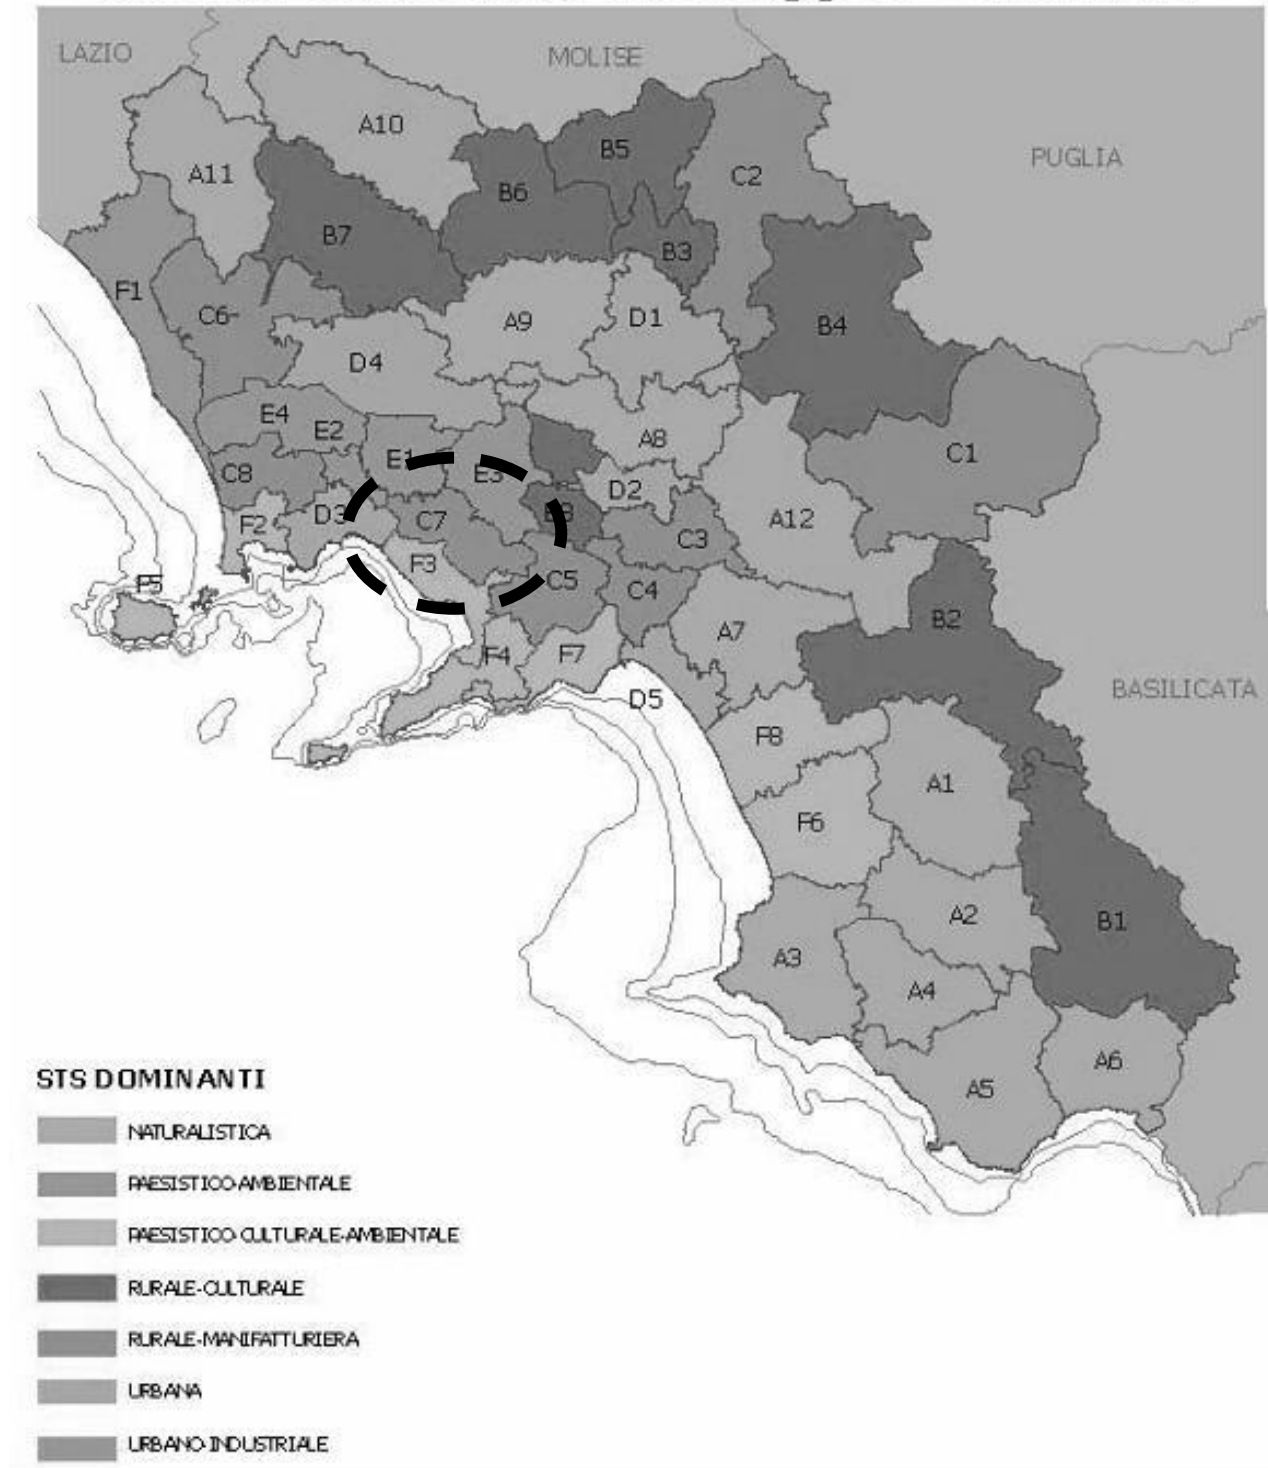 LAZIO
MOLISE
A10
B5
A11
C2
PUGLIA
B6
B7
B3
F1
C6
A9
D1
B4
D4
E4
E2
A8
C1
E1
E3
C8
D2
F2
D3
C7
B8
A12
C3
F3
F5
C5
C4
B2
A7
F4
F7
BASILICATA
D5
F8
A1
F6
A2
B1
A3
A4
A6
A5
STS DOMINANTI
NATURALISTICA
PAESISTICO-AMBIENTALE
PAESISTICO-CULTURALE-AMBIENTALE
RURALE-CULTURALE
RURALE-MANIFATTURIERA
URBANA
URBANO-INDUSTRIALE